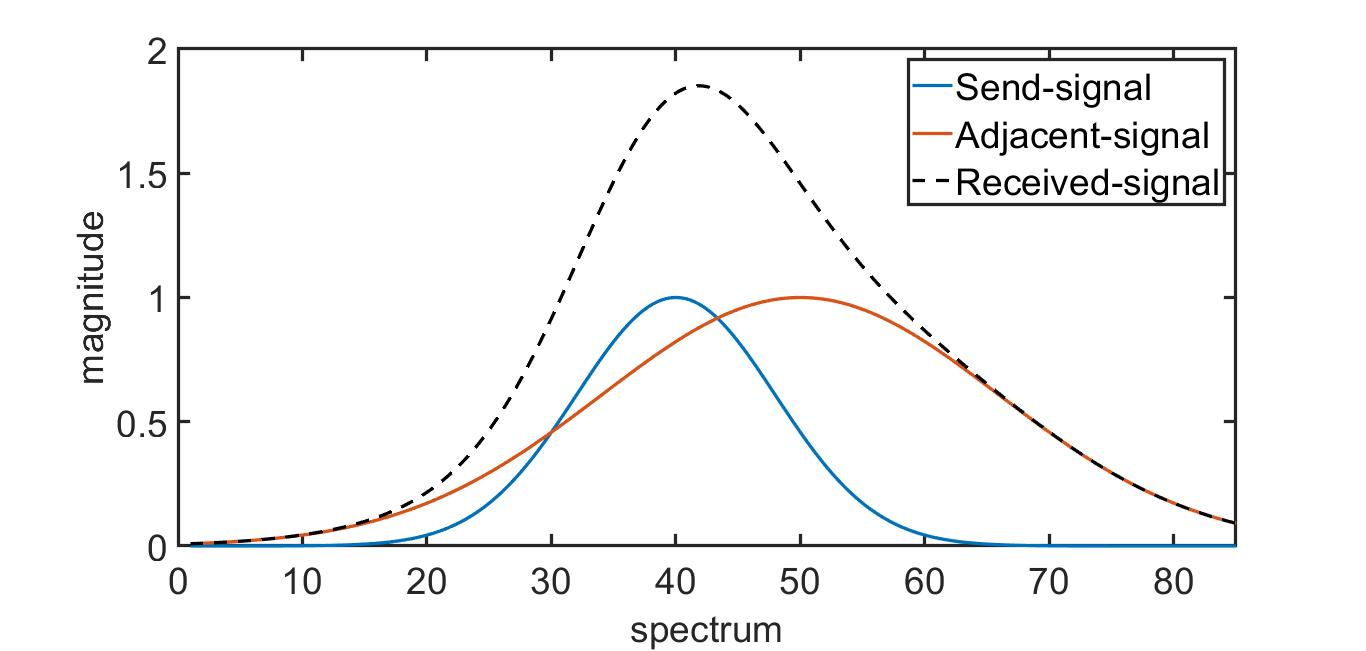 2
1.5
1
0.5
0
magnitude
0 10 20 30 40 50 60 70 80
spectrum
Send-signal
Adjacent-signal
Received-signal